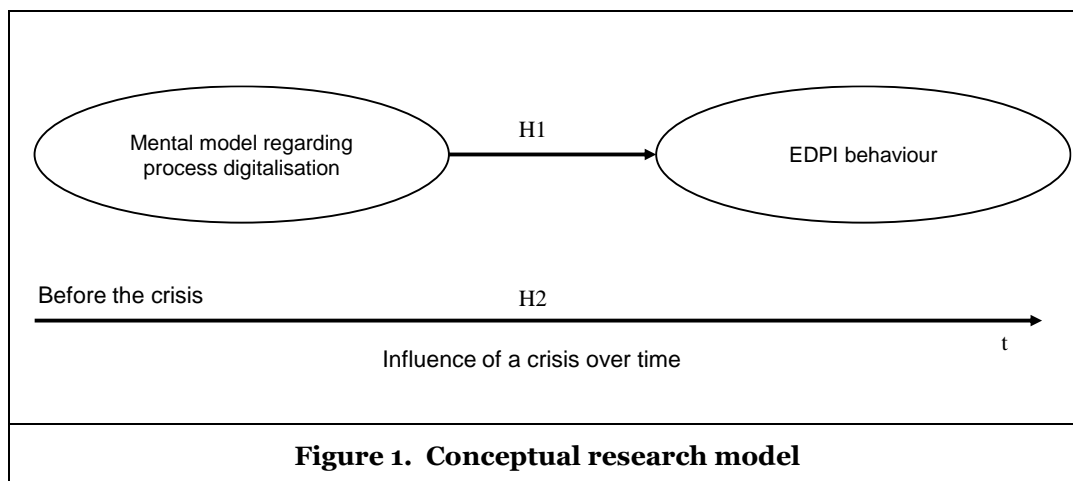 Mental model regarding
process digitalisation
H1
EDPI behaviour
Before the crisis
H2
t
Influence of a crisis over time
Figure 1. Conceptual research model